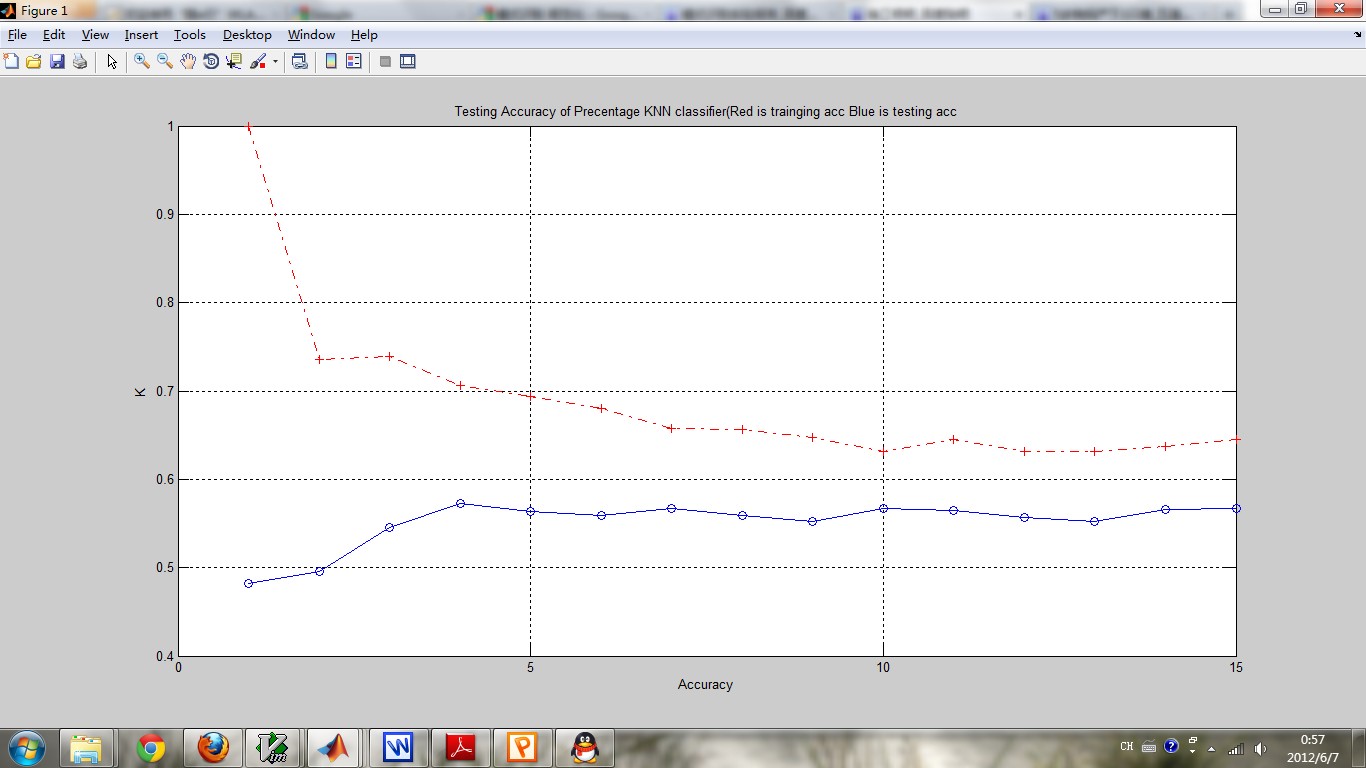 Figure 1
File Edit View Insert Tools Desktop Window Help
Testing Accuracy of Precentage KNN classifier(Red is trainging acc Blue is testing acc
1
0.9
0.8
0.7
0.6
0.5
0.4
K
0 5 10 15
Accuracy
CH
0:57
2012/6/7